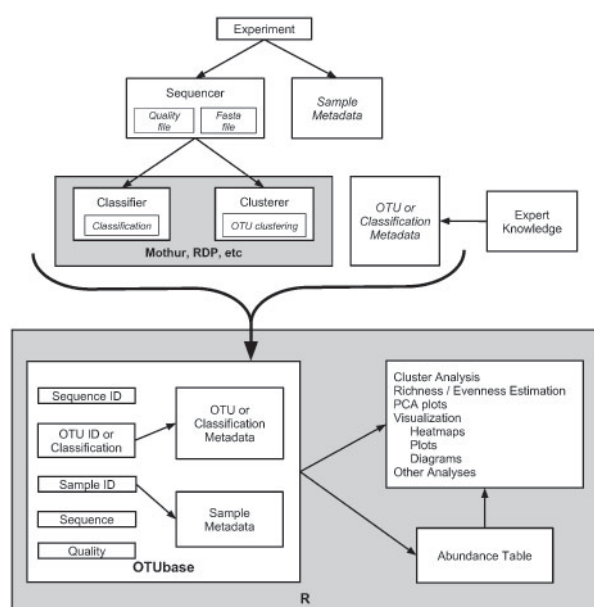 Experiment
Sequencer
Quality
file
Fasta
file
Sample
Metadata
Classifier
Classification
Clusterer
OTU clustering
Mothur, RDP, etc
OTU or
Classification
Metadata
Expert
Knowledge
Sequence ID
OTU ID or
Classification
Sample ID
Sequence
Quality
OTU or
Classification
Metadata
Sample
Metadata
OTUbase
Cluster Analysis
Richness / Evenness Estimation
PCA plots
Visualization
Heatmaps
Plots
Diagrams
Other Analyses
Abundance Table
R